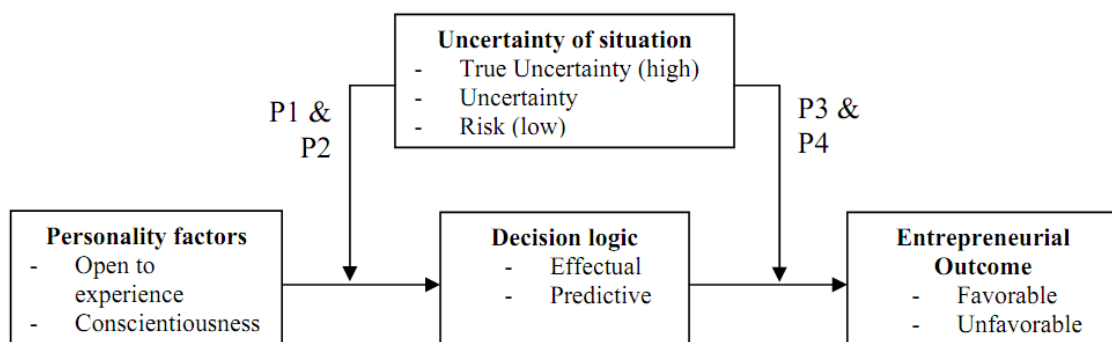 Uncertainty of situation
- True Uncertainty (high)
- Uncertainty
- Risk (low)
P1 &
P2
P3 &
P4
Personality factors
- Open to
experience
- Conscientiousness
Decision logic
- Effectual
- Predictive
Entrepreneurial
Outcome
- Favorable
- Unfavorable